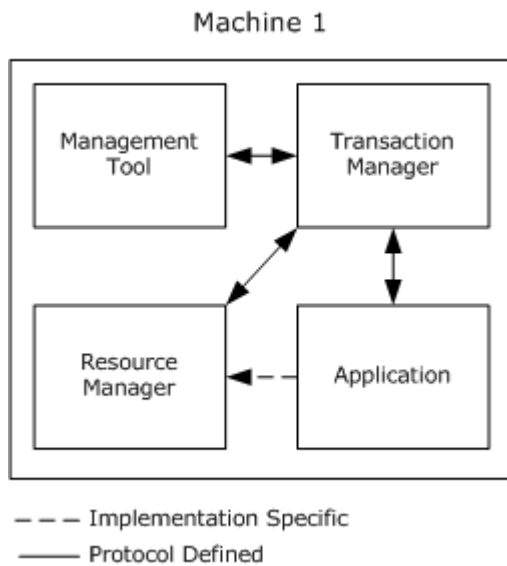 Machine 1
Management
Tool
Transaction
Manager
Resource
Manager
Application
Implementation Specific
Protocol Defined